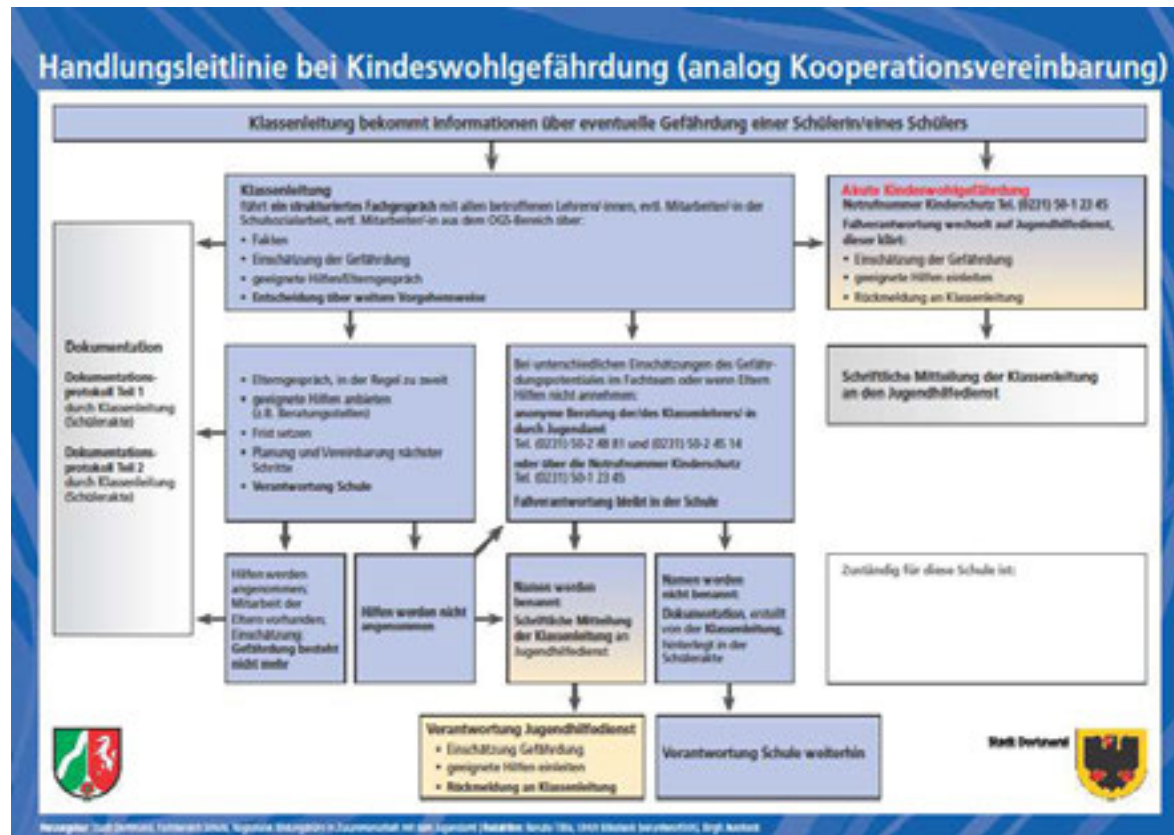 Handlungsleitlinie bei Kindeswohlgefährdung (analog Kooperationsvereinbarung)
Klassenleitung bekommt Informationen über eventuelle Gefährdung einer Schülerin/eines Schülers
Klassenleitung
führt ein strukturiertes Fachgespräch mit allen betroffenen Lehrern/-innen, evtl. Mitarbeiter/-in der
Schulsozialarbeit, evtl. Mitarbeiter/-in aus dem OGS-Bereich über:
• Fakten
• Einschätzung der Gefährdung
• geeignete Hilfen/Elterngespräch
• Entscheidung über weitere Vorgehensweise
Akute Kindeswohlgefährdung
Notrufnummer Kinderschutz Tel. (0231) 50-1 23 45
Fallverantwortung wechselt auf Jugendhilfedienst,
dieser klärt:
• Einschätzung der Gefährdung
• geeignete Hilfen einleiten
• Rückmeldung an Klassenleitung
Dokumentation
Dokumentations-
protokoll Teil 1
durch Klassenleitung
(Schülerakte)
Dokumentations-
protokoll Teil 2
durch Klassenleitung
(Schülerakte)
• Elterngespräch, in der Regel zu zweit
• geeignete Hilfen anbieten
(z.B. Beratungsstellen)
• Frist setzen
• Planung und Vereinbarung nächster
Schritte
• Verantwortung Schule
Bei unterschiedlichen Einschätzungen des Gefähr-
dungspotentiales im Fachteam oder wenn Eltern
Hilfen nicht annehmen:
anonyme Beratung der/des Klassenlehrers/-in
durch Jugendamt
Tel. (0231) 50-2 48 81 und (0231) 50-2 45 14
oder über die Notrufnummer Kinderschutz
Tel. (0231) 50-1 23 45
Fallverantwortung bleibt in der Schule
Schriftliche Mitteilung der Klassenleitung
an den Jugendhilfedienst
Hilfen werden
angenommen;
Mitarbeit der
Eltern vorhanden;
Einschätzung:
Gefährdung besteht
nicht mehr
Hilfen werden nicht
angenommen
Namen werden
benannt:
Schriftliche Mitteilung
der Klassenleitung an
Jugendhilfedienst
Namen werden
nicht benannt:
Dokumentation, erstellt
von der Klassenleitung,
hinterlegt in der
Schülerakte
Zuständig für diese Schule ist:
Verantwortung Jugendhilfedienst
• Einschätzung Gefährdung
• geeignete Hilfen einleiten
• Rückmeldung an Klassenleitung
Verantwortung Schule weiterhin
Stadt Dortmund